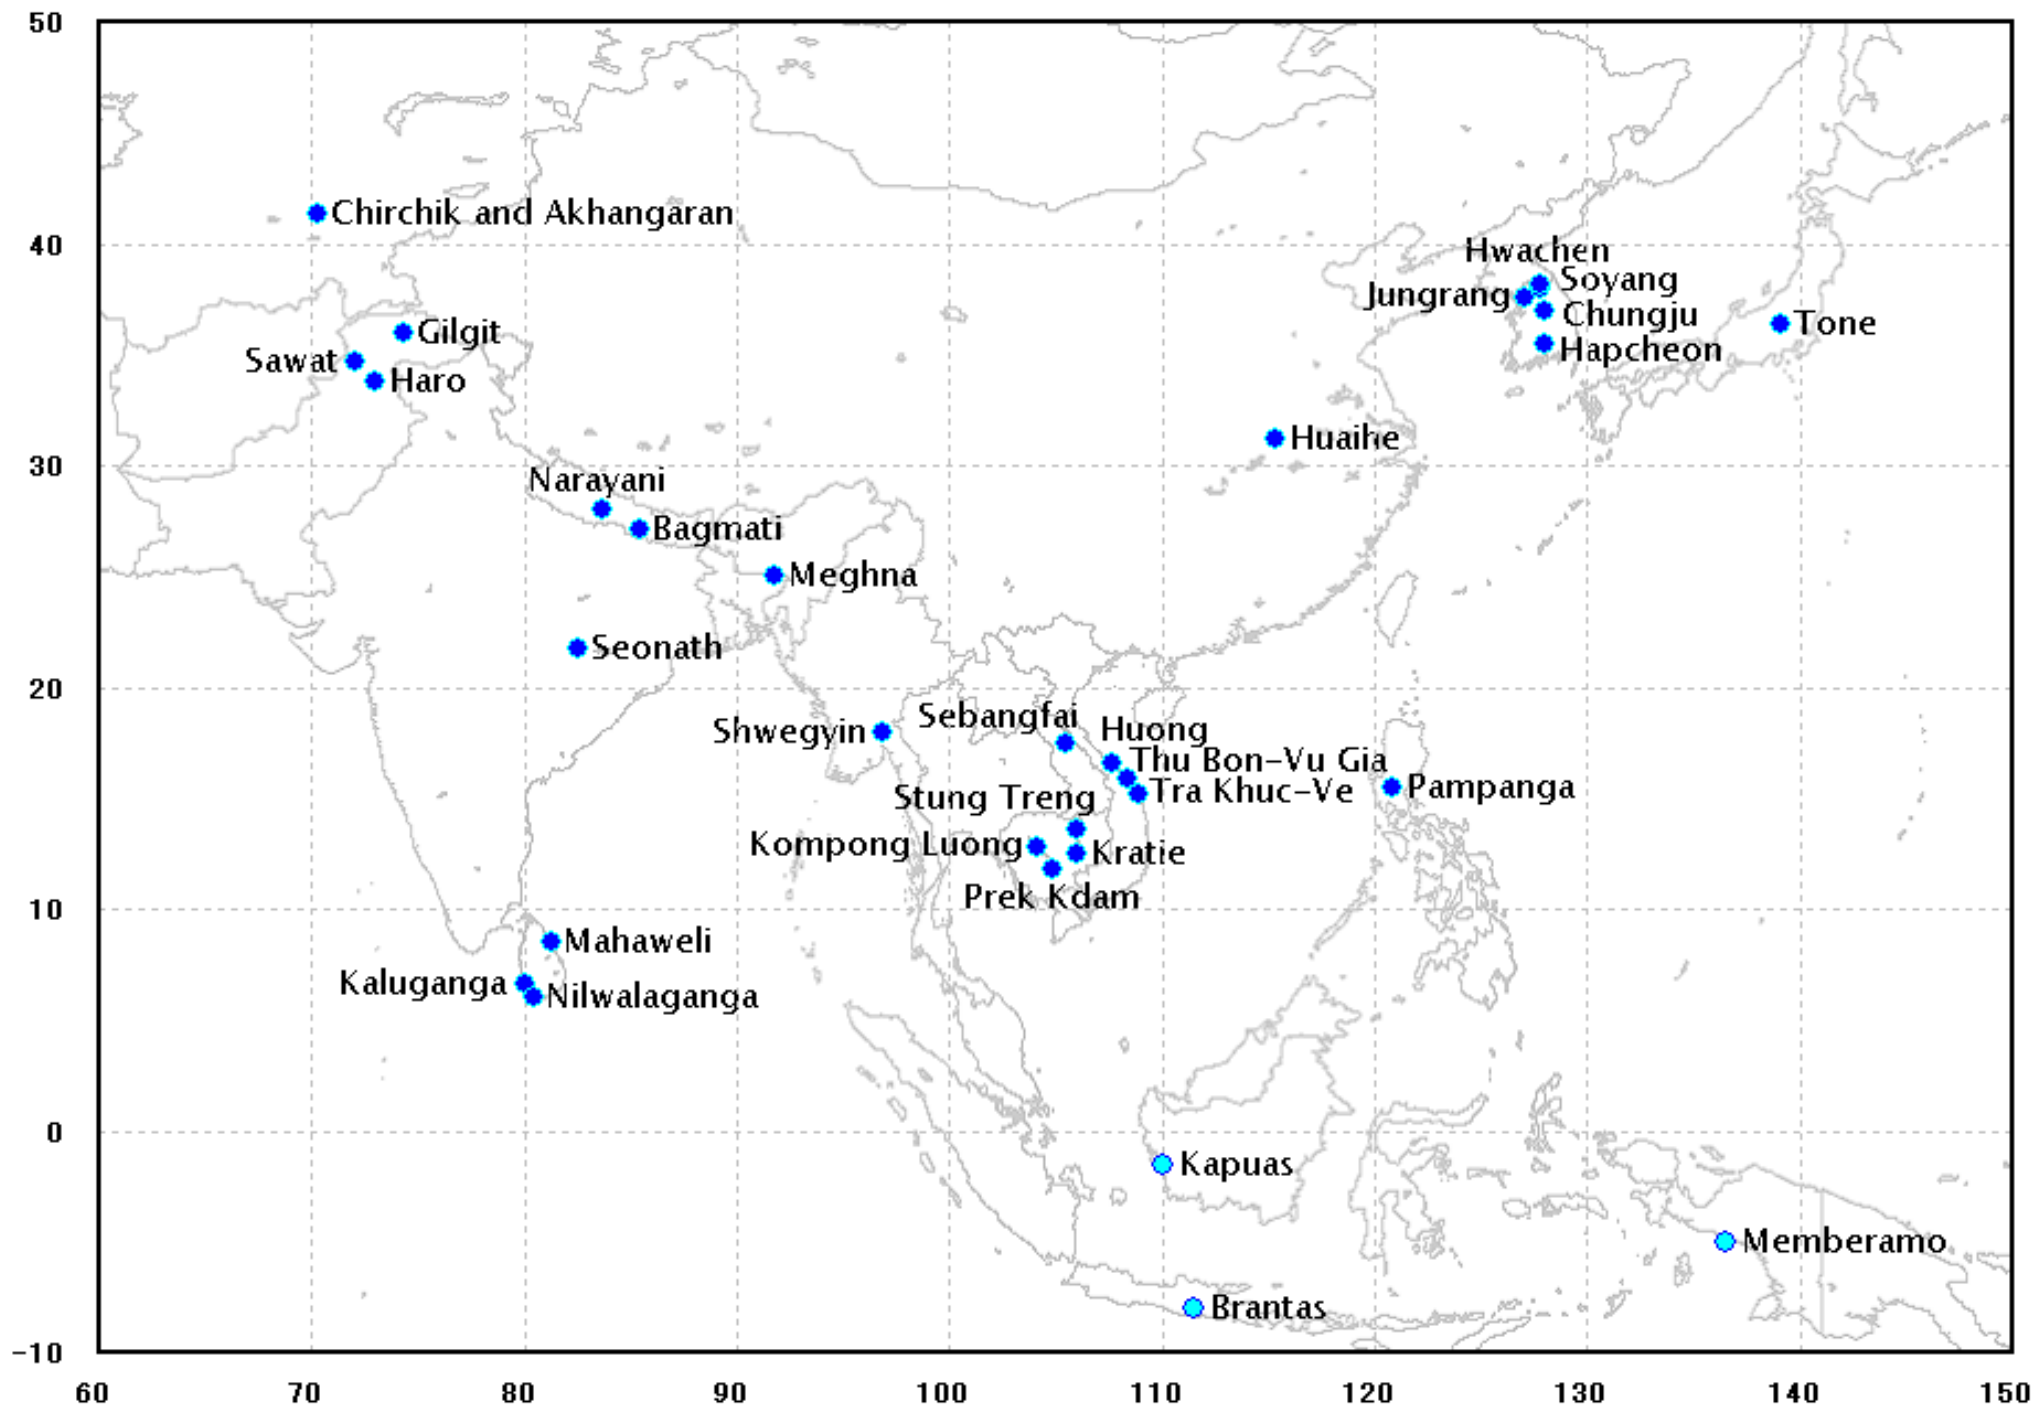 50
Chirchik and Akhangaran
40
Hwachen
Soyang
Jungrang
Chungju
Tone
Gilgit
Hapcheon
Sawat
Haro
Huaihe
30
Narayani
Bagmati
Meghna
Seonath
20
Sebangfai
Huong
Shwegyin
Thu Bon-Vu Gia
Pampanga
Tra Khuc-Ve
Stung Treng
Kompong Luong
Kratie
Prek Kdam
10
Mahaweli
Kaluganga
Nilwalaganga
0
Kapuas
Memberamo
Brantas
-10
60 70 80 90 100 110 120 130 140 150